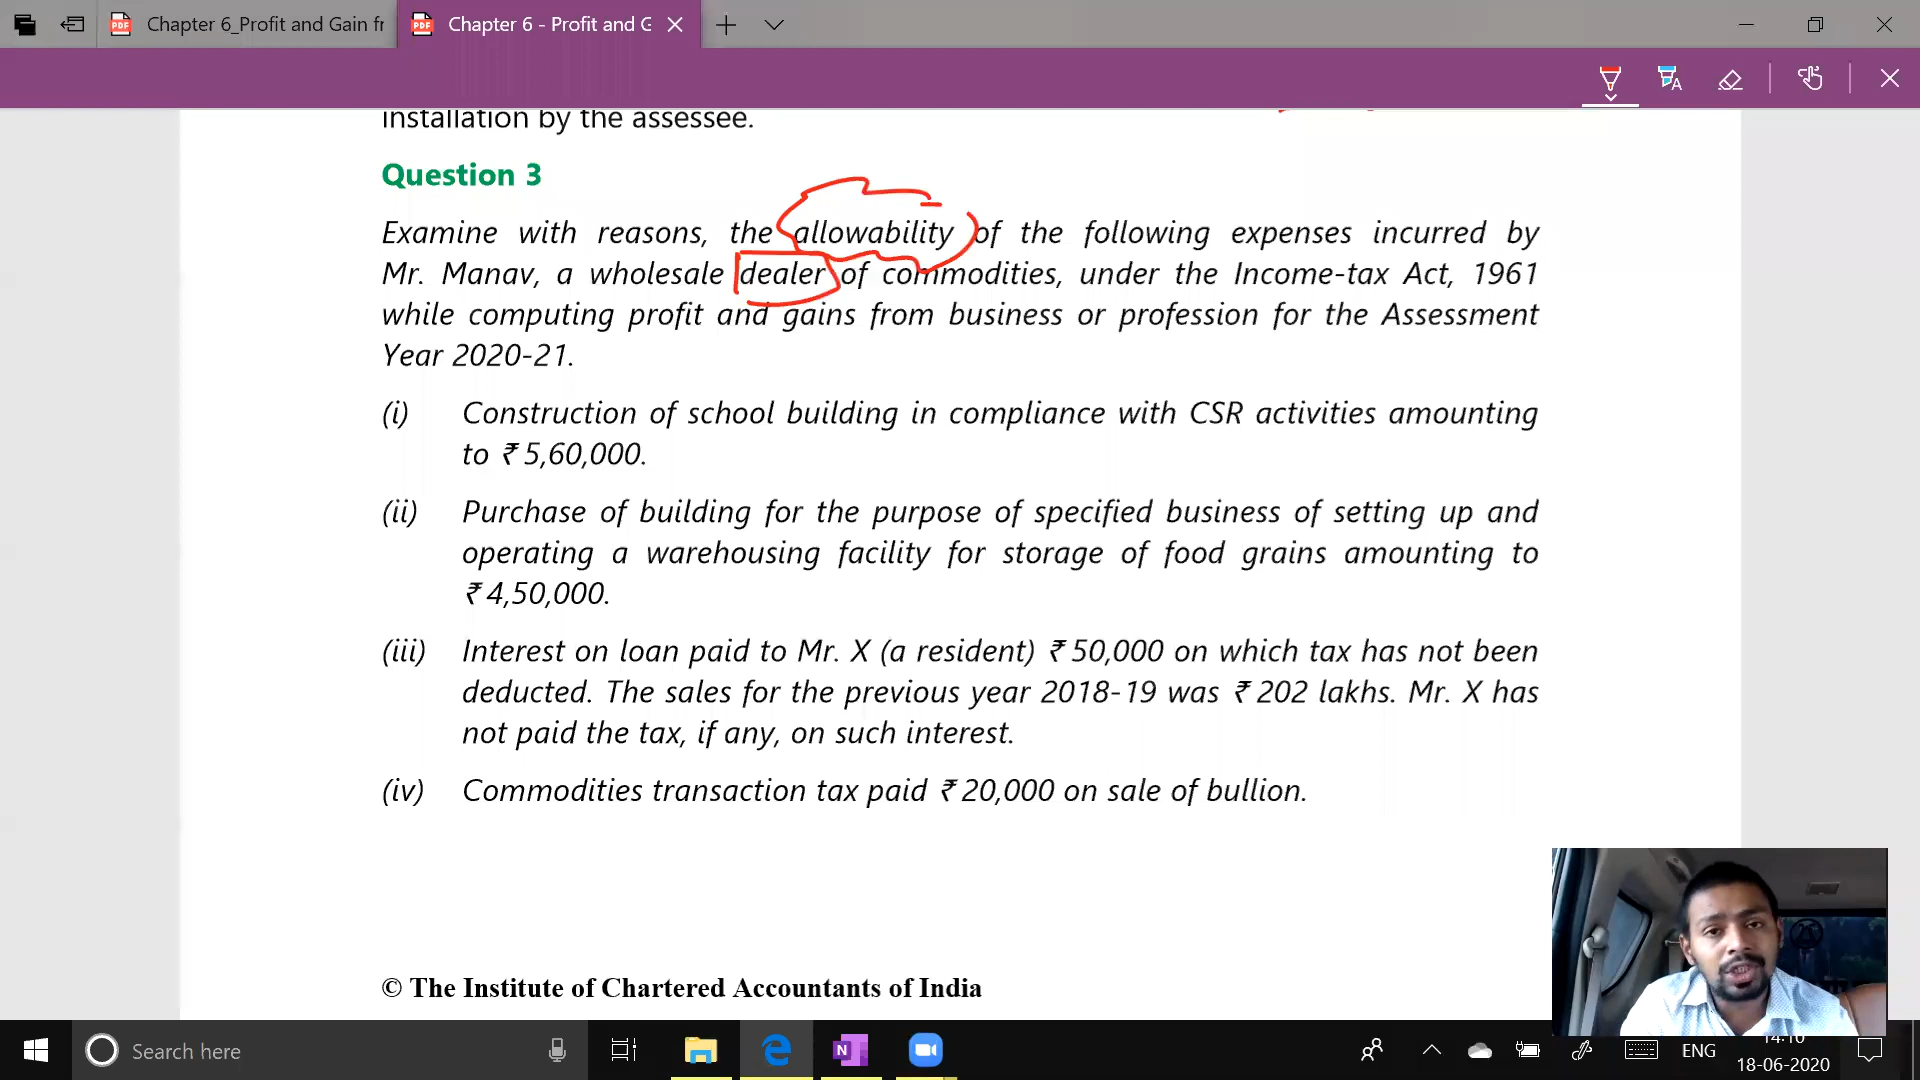 Chapter 6_Profit and Gain fr
Chapter 6 - Profit and G
installation by the assessee.
Question 3
Examine with reasons, the allowability of the following expenses incurred by
Mr. Manav, a wholesale dealer of commodities, under the Income-tax Act, 1961
while computing profit and gains from business or profession for the Assessment
Year 2020-21.
(i) Construction of school building in compliance with CSR activities amounting
to ₹ 5,60,000.
(ii) Purchase of building for the purpose of specified business of setting up and
operating a warehousing facility for storage of food grains amounting to
₹ 4,50,000.
(iii) Interest on loan paid to Mr. X (a resident) ₹ 50,000 on which tax has not been
deducted. The sales for the previous year 2018-19 was ₹ 202 lakhs. Mr. X has
not paid the tax, if any, on such interest.
(iv) Commodities transaction tax paid ₹ 20,000 on sale of bullion.
© The Institute of Chartered Accountants of India
Search here
ENG
14:10
18-06-2020